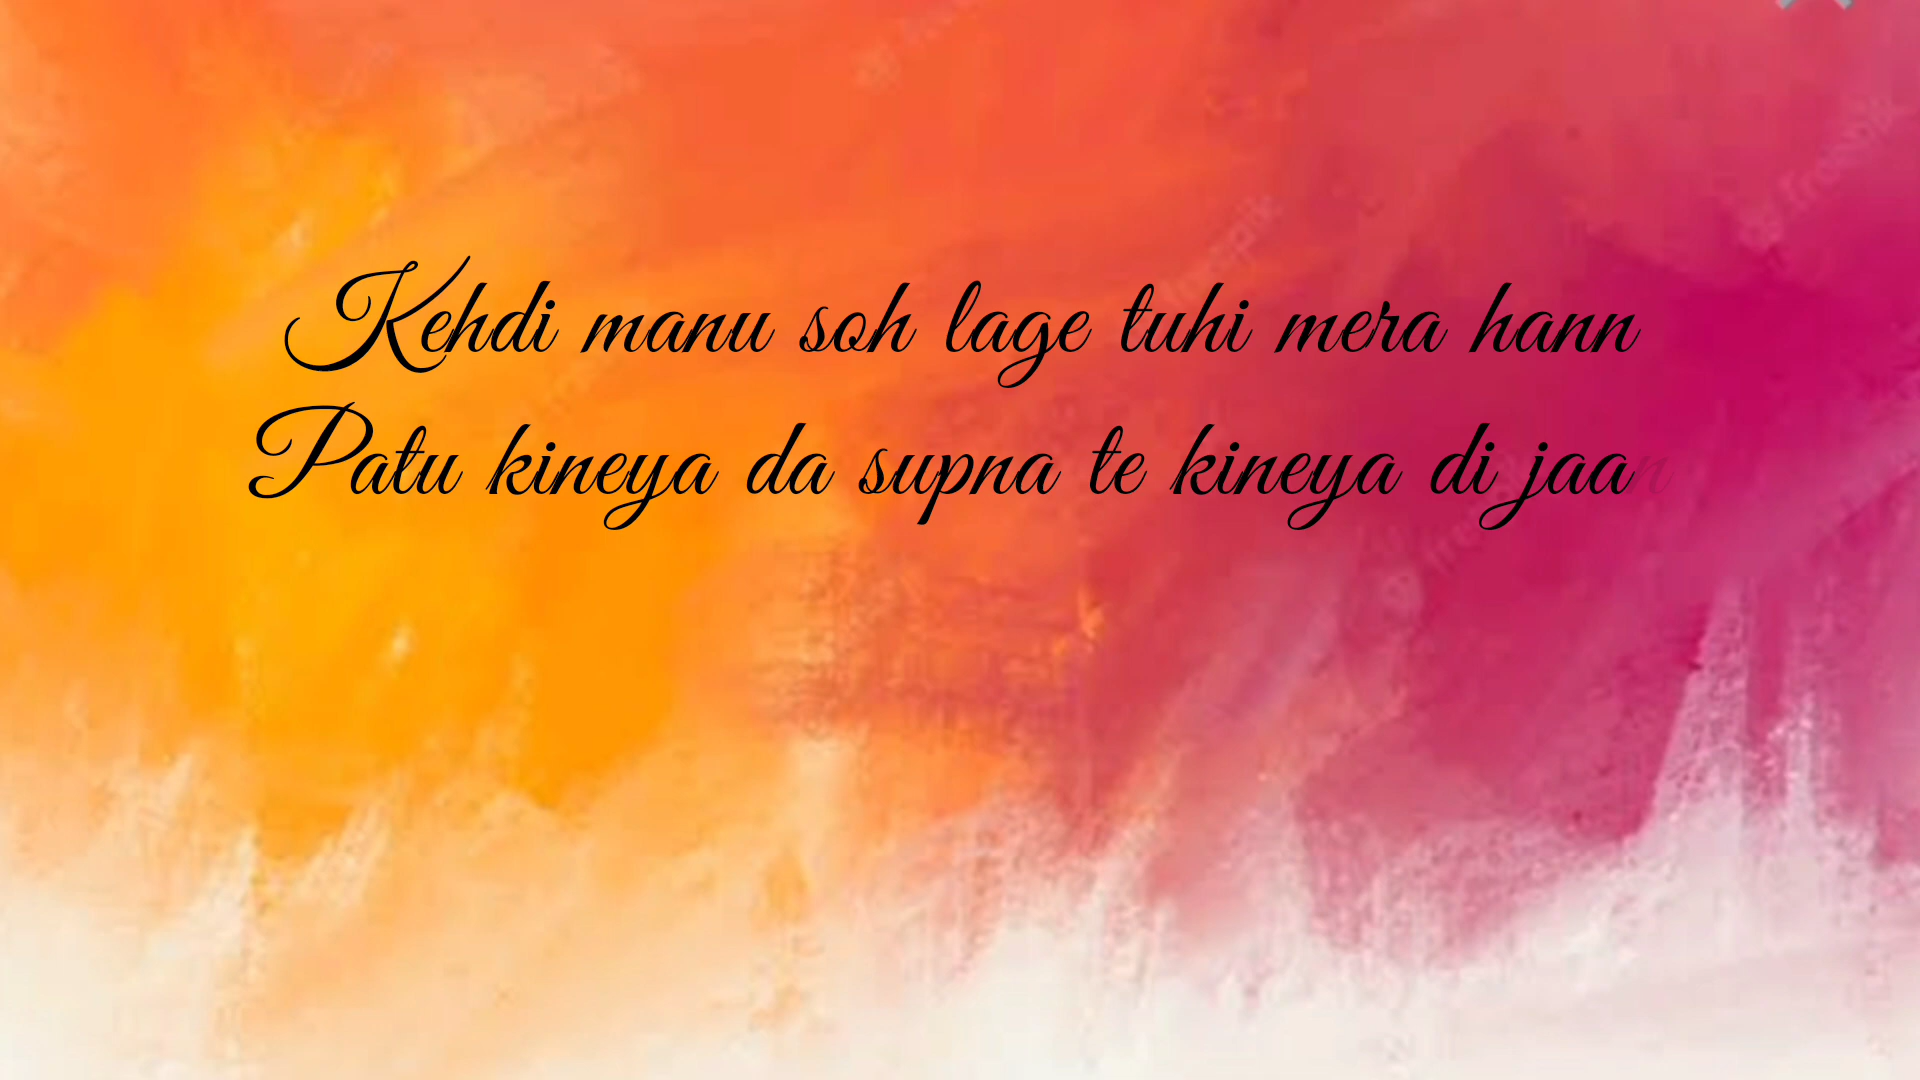 Kehdi manu soh lage tuhi mera hann
Patu kineya da supna te kineya di jaan